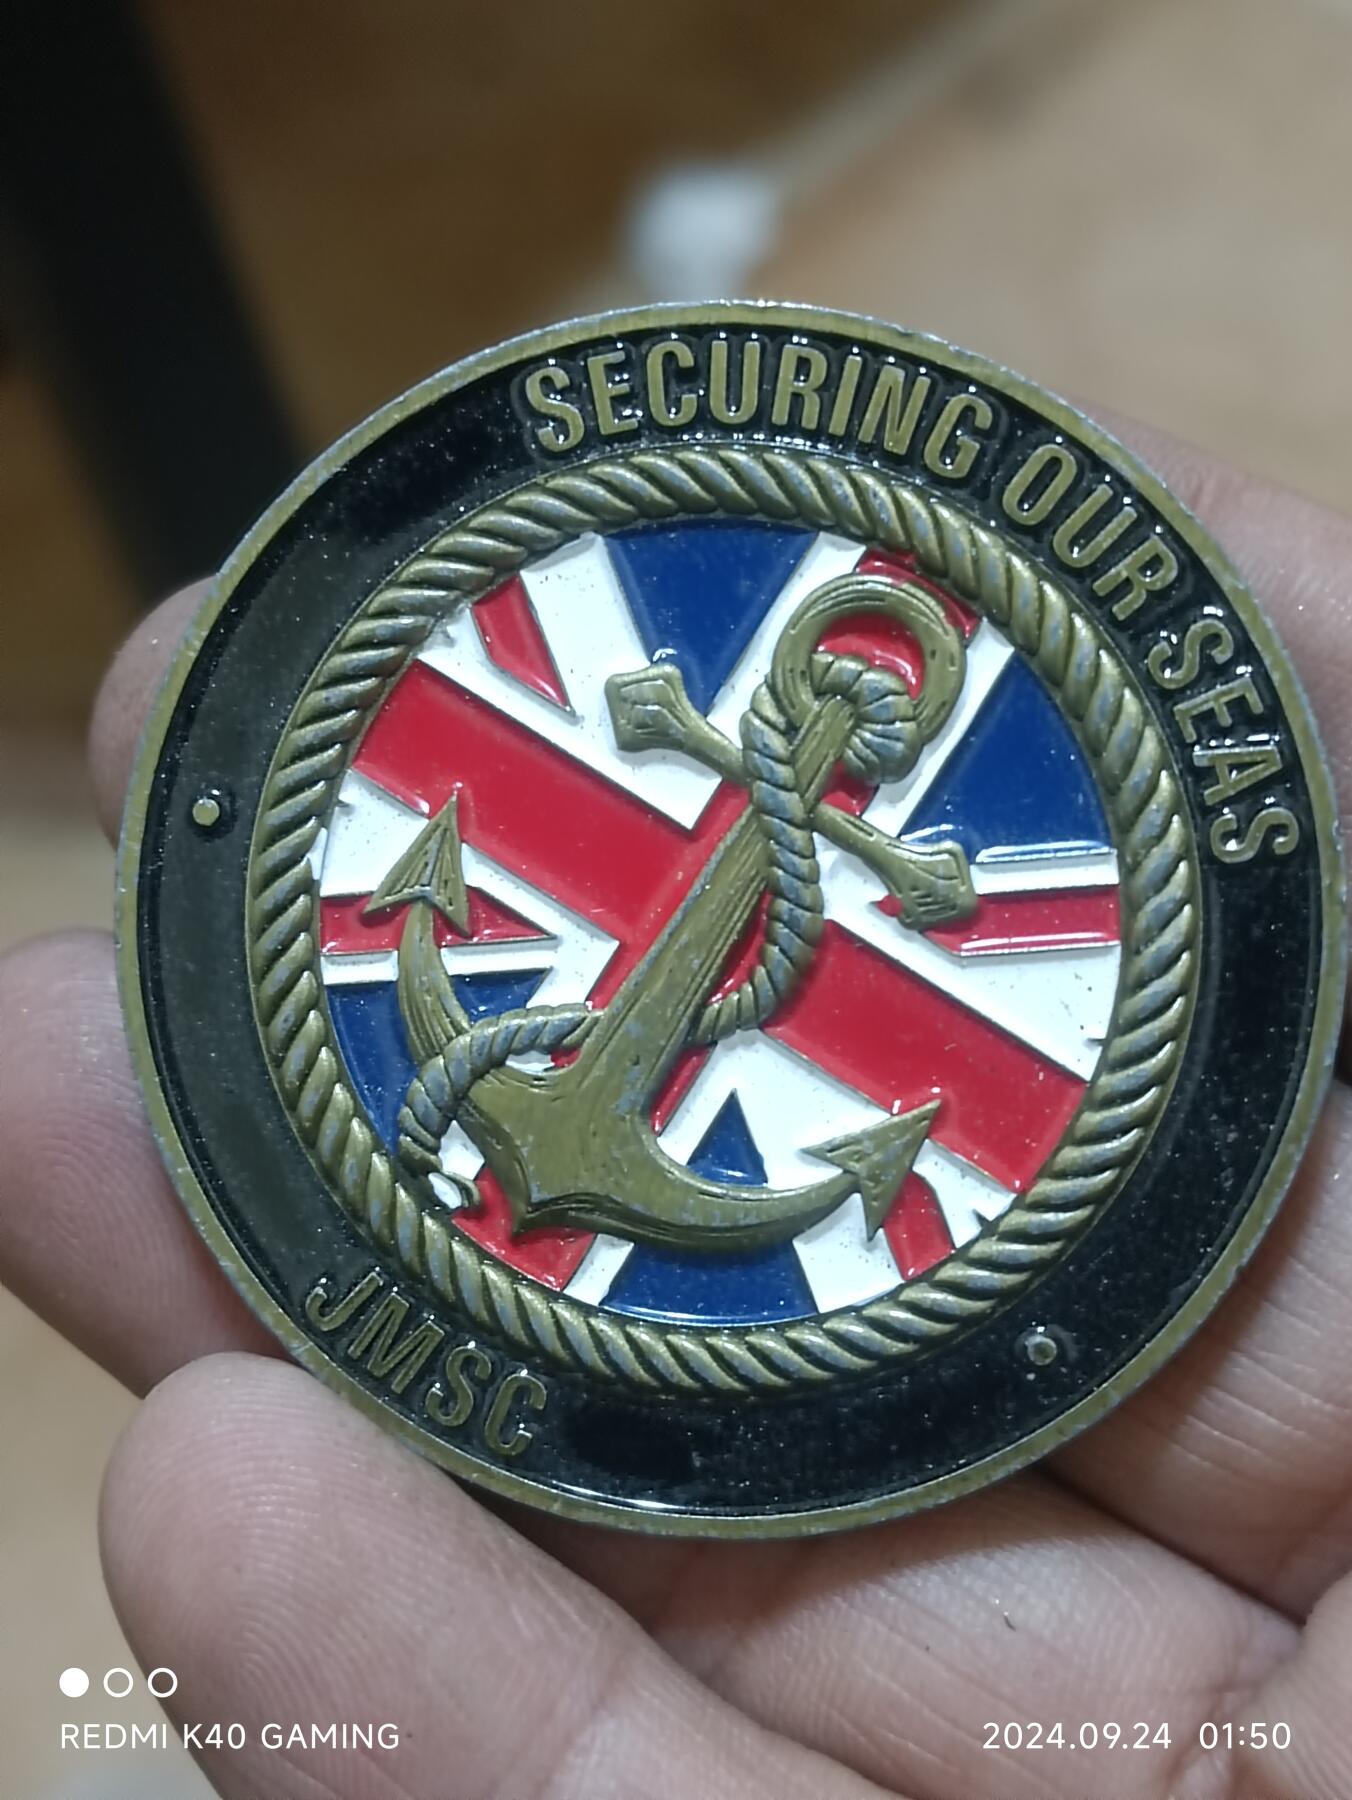 SECURING OUR SEAS
JMSC
REDMI K40 GAMING
2024.09.24 01:50